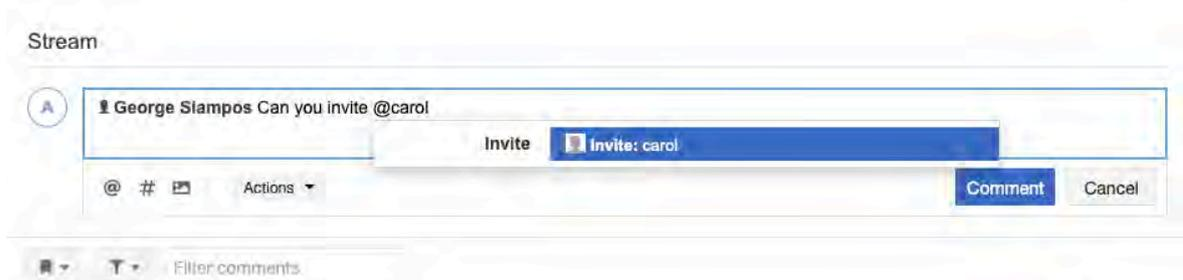 Stream
A
George Siampos Can you invite @carol
Invite Invite: carol
@ # Actions Comment Cancel
Filter comments